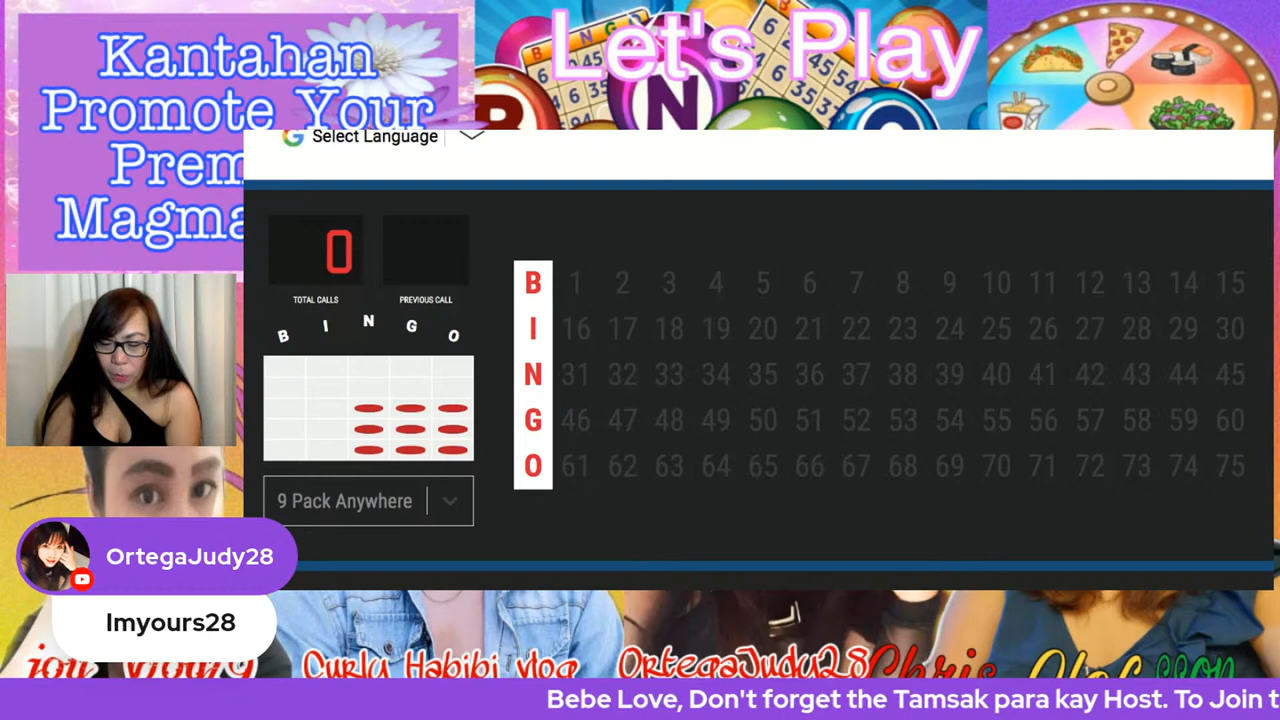 Kantahan
Promote Your
Prem
Magma
Let's Play
B N O
Select Language
0
TOTAL CALLS
PREVIOUS CALL
B I N G O
9 Pack Anywhere
B 1 2 3 4 5 6 7 8 9 10 11 12 13 14 15
I 16 17 18 19 20 21 22 23 24 25 26 27 28 29 30
N 31 32 33 34 35 36 37 38 39 40 41 42 43 44 45
G 46 47 48 49 50 51 52 53 54 55 56 57 58 59 60
O 61 62 63 64 65 66 67 68 69 70 71 72 73 74 75
OrtegaJudy28
Imyours28
Curly Habibi vlog
OrtegaJudy28
Chris
Bebe Love, Don't forget the Tamsak para kay Host. To Join t